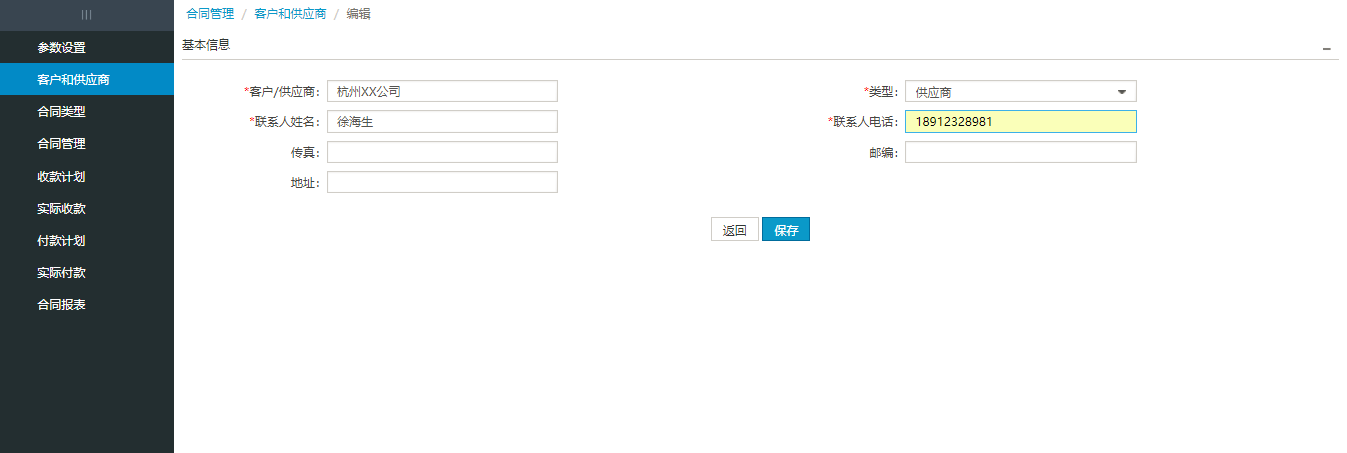 合同管理 / 客户和供应商 / 编辑
参数设置
客户和供应商
合同类型
合同管理
收款计划
实际收款
付款计划
实际付款
合同报表
基本信息
*客户/供应商: 杭州XX公司
*类型: 供应商
*联系人姓名: 徐海生
*联系人电话: 18912328981
传真:
邮编:
地址:
返回 保存